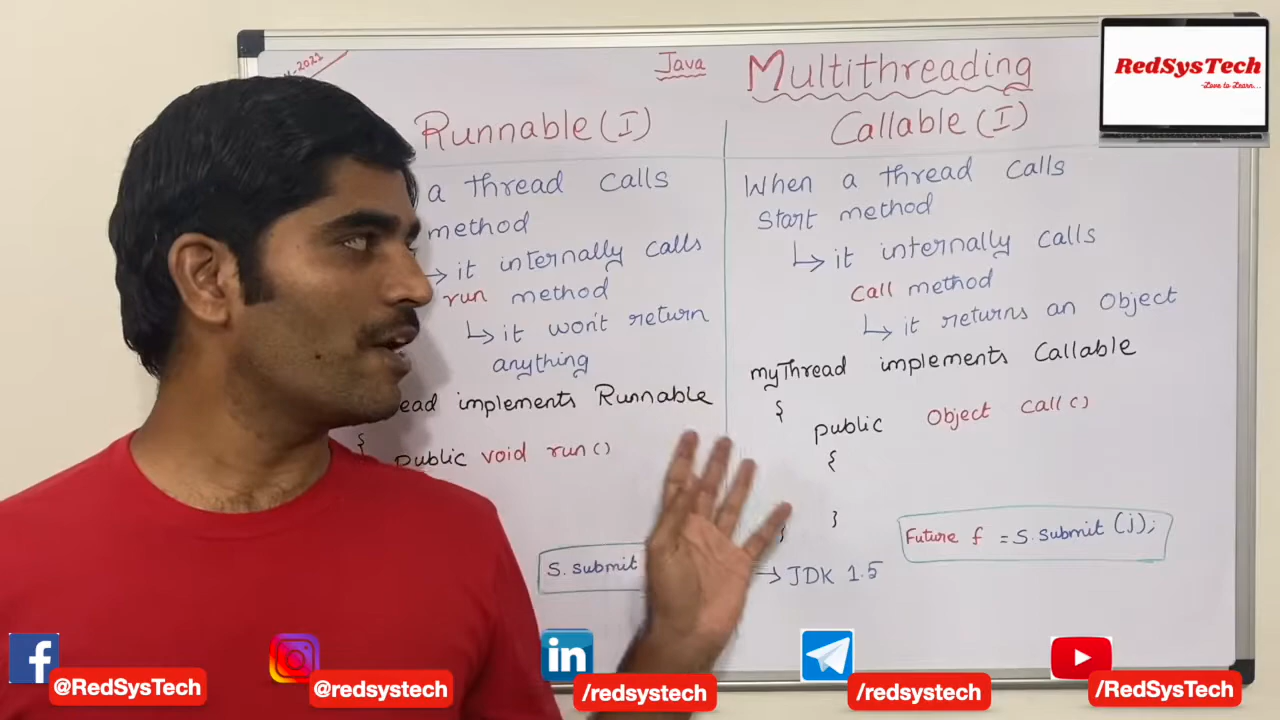 Java Multithreading
RedSysTech
-Love to Learn...
2021
Runnable (I)
a thread calls
method
↳ it internally calls
run method
↳ it won't return
anything
implements Runnable
{
public void run()
s.submit
Callable (I)
When a thread calls
Start method
↳ it internally calls
Call method
↳ it returns an Object
myThread implements Callable
{
public Object call()
{
}
}
Future f = s.submit (j);
→ JDK 1.5
@RedSysTech
@redsystech
/redsystech
/redsystech
/RedSysTech